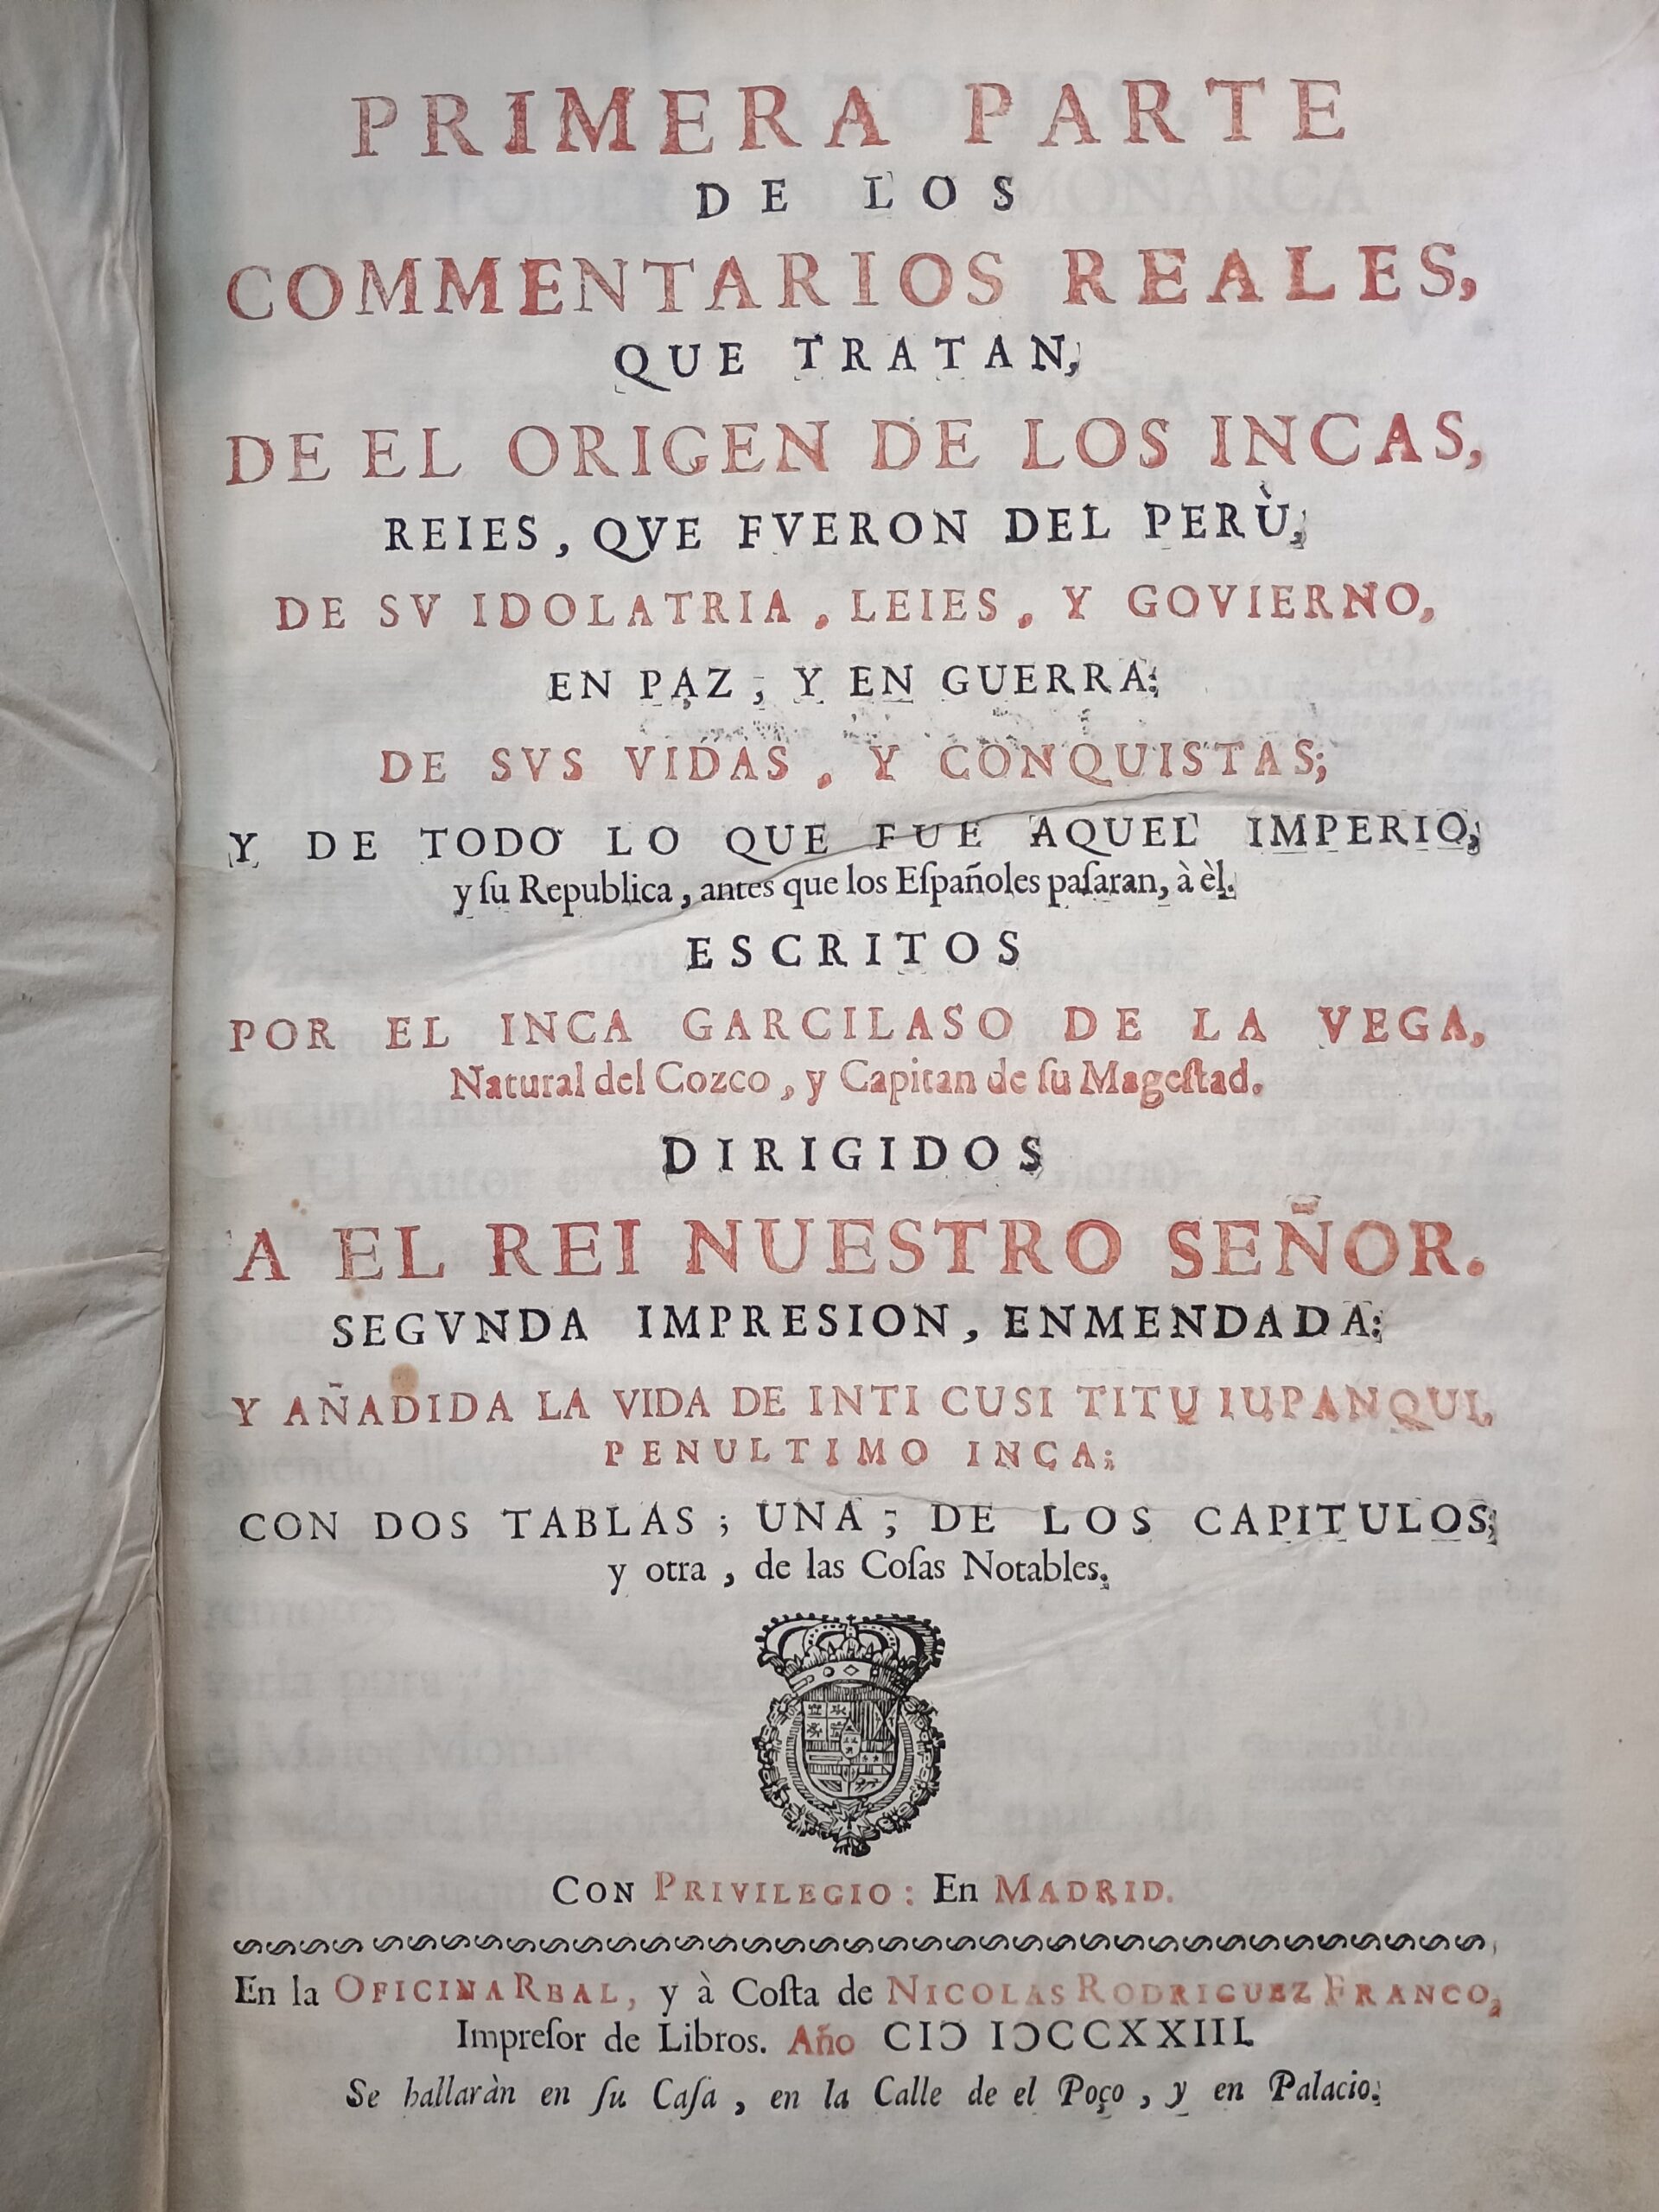 PRIMERA PARTE
DE LOS
COMMENTARIOS REALES,
QUE TRATAN,
DE EL ORIGEN DE LOS INCAS,
REIES, QVE FVERON DEL PERÙ,
DE SV IDOLATRIA, LEIES, Y GOVIERNO,
EN PAZ, Y EN GUERRA:
DE SVS VIDAS, Y CONQUISTAS;
Y DE TODO LO QUE FUE AQUEL IMPERIO,
y ſu Republica, antes que los Eſpañoles paſaran, à èl.
ESCRITOS
POR EL INCA GARCILASO DE LA VEGA,
Natural del Cozco, y Capitan de ſu Mageſtad.
DIRIGIDOS
A EL REI NUESTRO SEÑOR.
SEGVNDA IMPRESION, ENMENDADA:
Y AÑADIDA LA VIDA DE INTI CUSI TITU IUPANQUI,
PENULTIMO INCA;
CON DOS TABLAS; UNA; DE LOS CAPITULOS;
y otra, de las Coſas Notables.
CON PRIVILEGIO: En MADRID.
En la OFICINA REAL, y à Coſta de NICOLAS RODRIGUEZ FRANCO,
Impreſor de Libros. Año CIↃ IↃCCXXIII.
Se hallaràn en ſu Caſa, en la Calle de el Poço, y en Palacio.